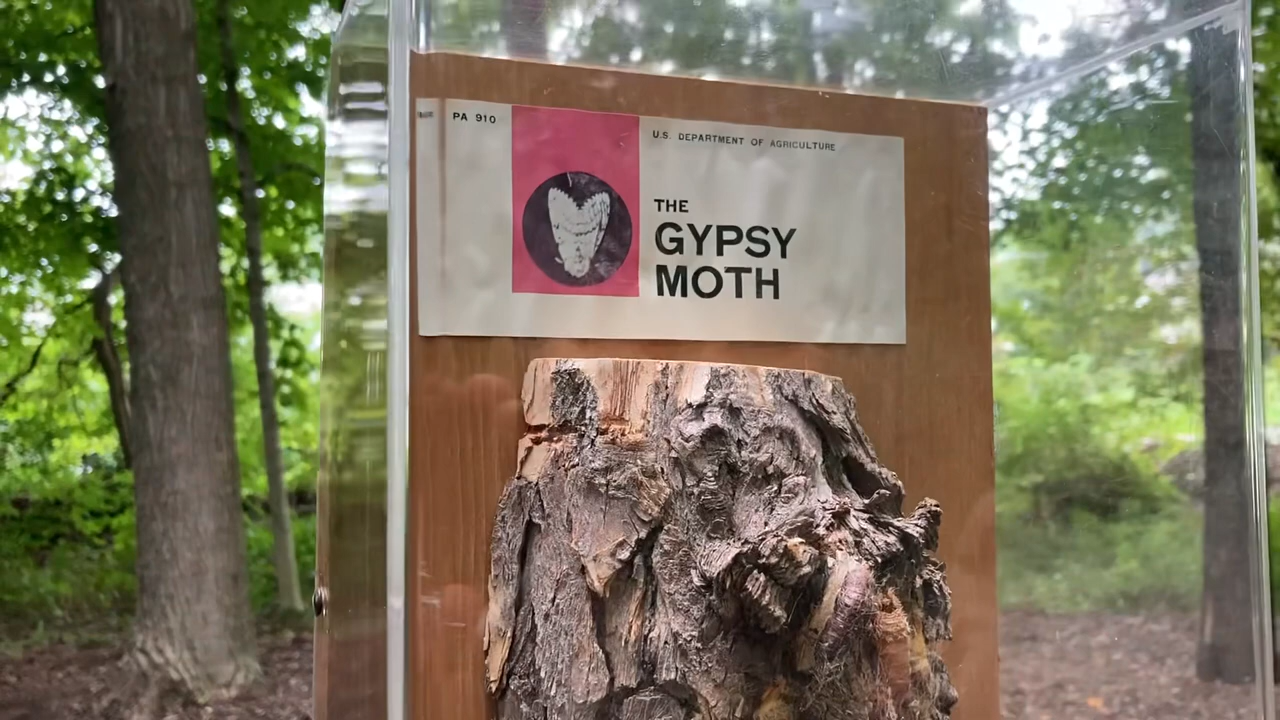 PA 910
U.S. DEPARTMENT OF AGRICULTURE
THE
GYPSY
MOTH